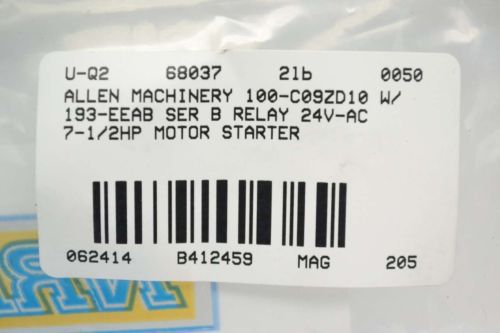 U-Q2 68037 2lb 0050
ALLEN MACHINERY 100-C09ZD10 W/
193-EEAB SER B RELAY 24V-AC
7-1/2HP MOTOR STARTER
062414 B412459 MAG 205